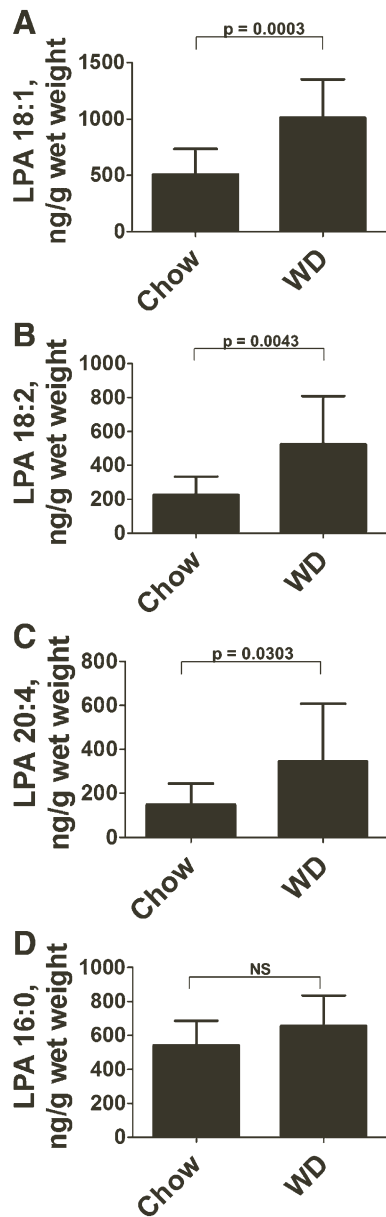 A
p = 0.0003
LPA 18:1,
ng/g wet weight
1500
1000
500
0
Chow
WD
B
p = 0.0043
LPA 18:2,
ng/g wet weight
1000
800
600
400
200
0
Chow
WD
C
p = 0.0303
LPA 20:4,
ng/g wet weight
800
600
400
200
0
Chow
WD
D
NS
LPA 16:0,
ng/g wet weight
1000
800
600
400
200
0
Chow
WD